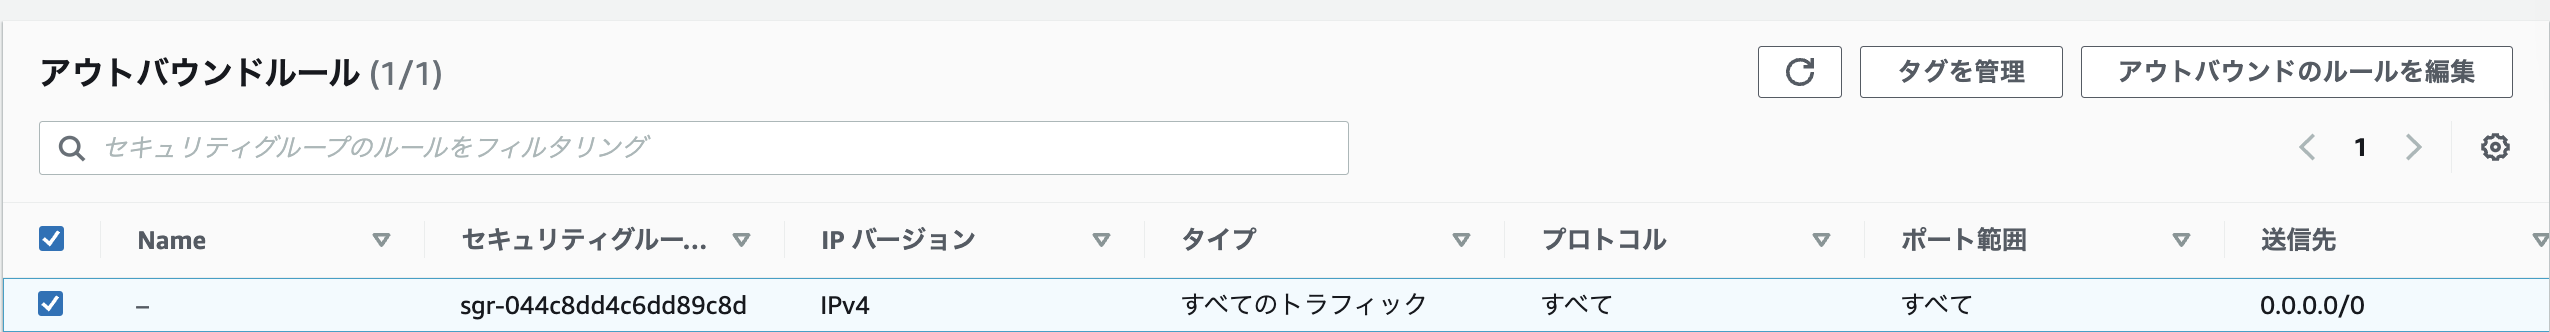 アウトバウンドルール (1/1)
タグを管理
アウトバウンドのルールを編集
セキュリティグループのルールをフィルタリング
1
Name セキュリティグルー... IP バージョン タイプ プロトコル ポート範囲 送信先
– sgr-044c8dd4c6dd89c8d IPv4 すべてのトラフィック すべて すべて 0.0.0.0/0